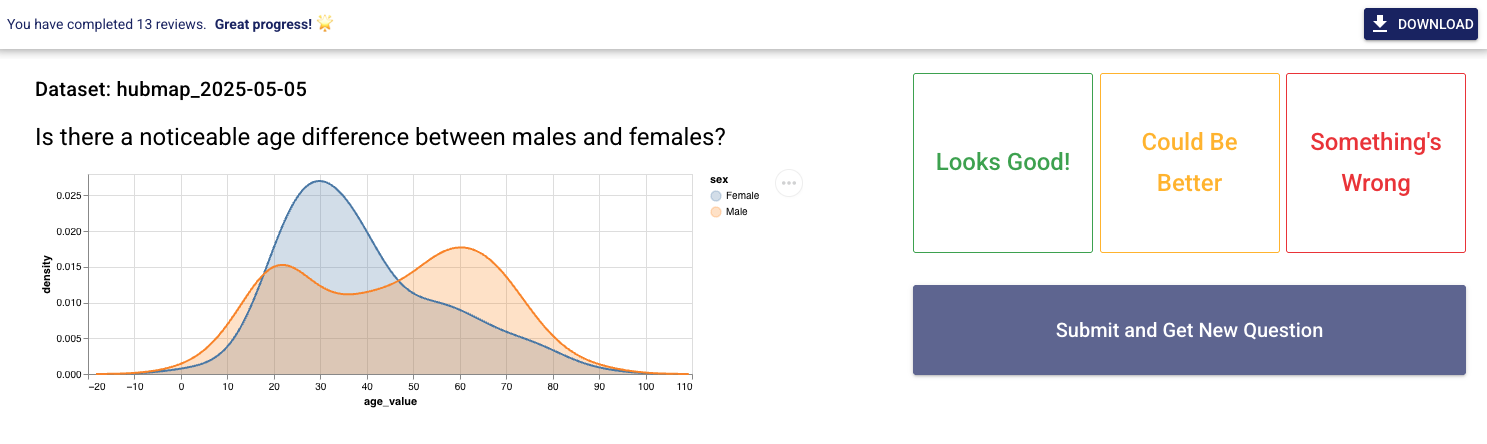 You have completed 13 reviews. Great progress! 🌟
DOWNLOAD
Dataset: hubmap_2025-05-05
Is there a noticeable age difference between males and females?
Looks Good!
Could Be
Better
Something's
Wrong
Submit and Get New Question
sex
Female
Male
density
0.025
0.020
0.015
0.010
0.005
0.000
−20 −10 0 10 20 30 40 50 60 70 80 90 100 110
age_value